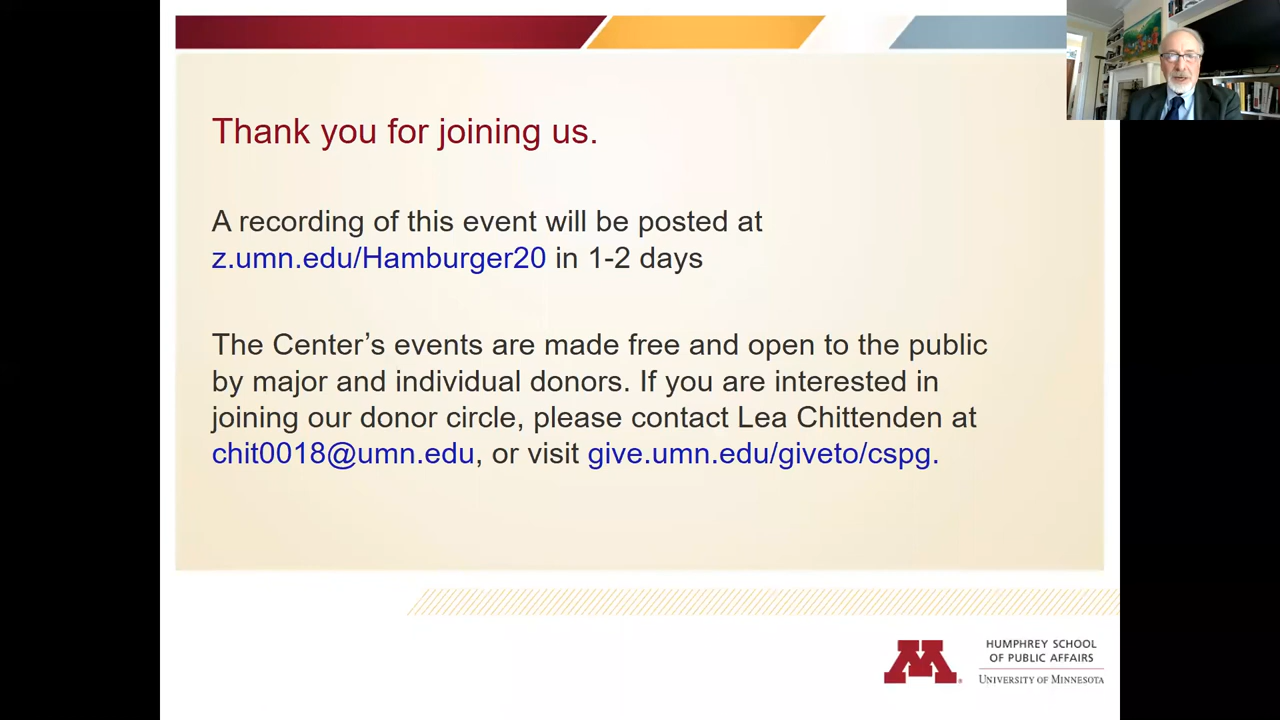 Thank you for joining us.
A recording of this event will be posted at
z.umn.edu/Hamburger20 in 1-2 days
The Center’s events are made free and open to the public
by major and individual donors. If you are interested in
joining our donor circle, please contact Lea Chittenden at
chit0018@umn.edu, or visit give.umn.edu/giveto/cspg.
M
HUMPHREY SCHOOL
OF PUBLIC AFFAIRS
UNIVERSITY OF MINNESOTA